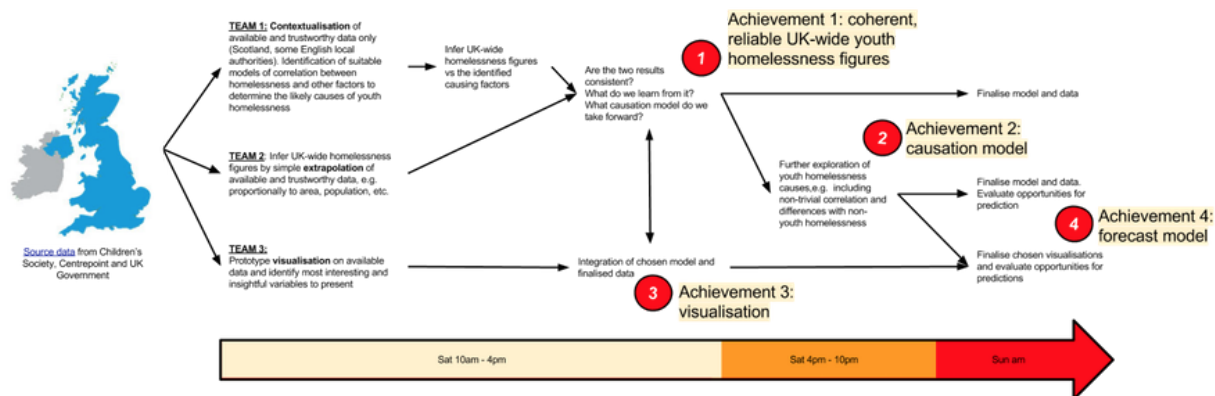 TEAM 1: Contextualisation of
available and trustworthy data only
(Scotland, some English local
authorities). Identification of suitable
models of correlation between
homelessness and other factors to
determine the likely causes of youth
homelessness
Infer UK-wide
homelessness figures
vs the identified
causing factors
Are the two results
consistent?
What do we learn from it?
What causation model do we
take forward?
1
Achievement 1: coherent,
reliable UK-wide youth
homelessness figures
Finalise model and data
TEAM 2: Infer UK-wide homelessness
figures by simple extrapolation of
available and trustworthy data, e.g.
proportionally to area, population, etc.
2
Achievement 2:
causation model
Further exploration of
youth homelessness
causes,e.g. including
non-trivial correlation and
differences with non-
youth homelessness
Finalise model and data.
Evaluate opportunities for
prediction
4
Achievement 4:
forecast model
Source data from Children's
Society, Centrepoint and UK
Government
TEAM 3:
Prototype visualisation on available
data and identify most interesting and
insightful variables to present
Integration of chosen model and
finalised data
3
Achievement 3:
visualisation
Finalise chosen visualisations
and evaluate opportunities for
predictions
Sat 10am - 4pm
Sat 4pm - 10pm
Sun am